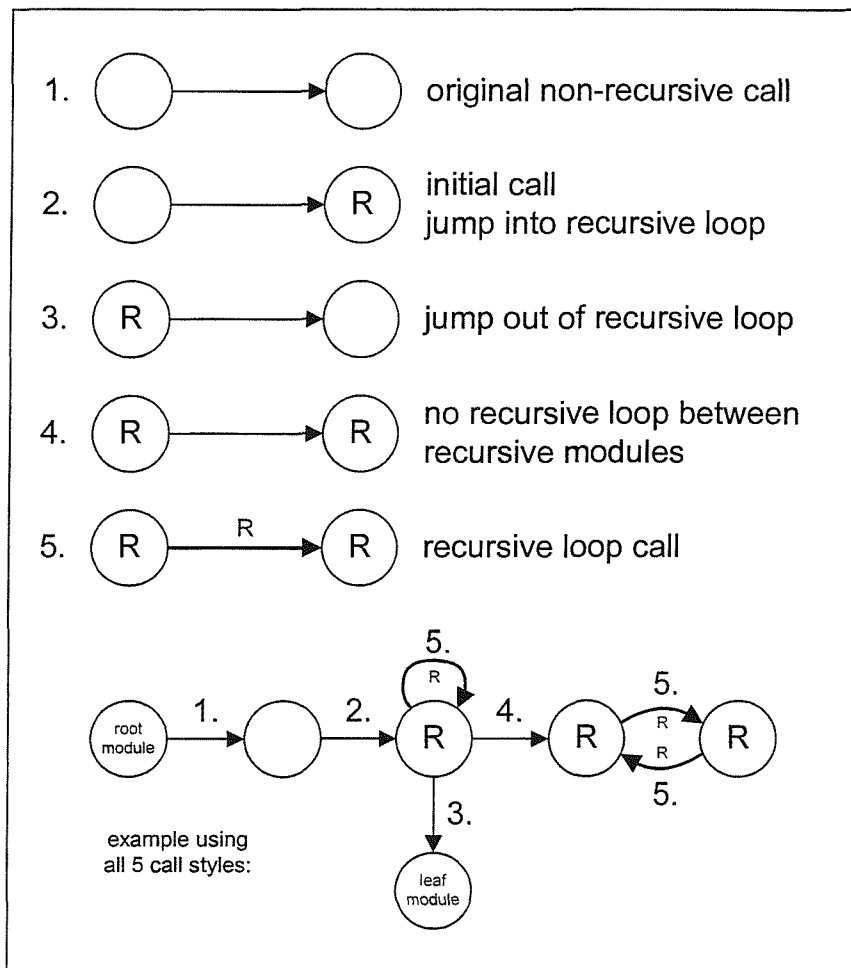 1. original non-recursive call
2. R initial call
jump into recursive loop
3. R jump out of recursive loop
4. R R no recursive loop between
recursive modules
5. R R R recursive loop call
5.
R
root
module
1. 2. R 4. R 5. R
R
R
5.
3.
example using
all 5 call styles:
leaf
module